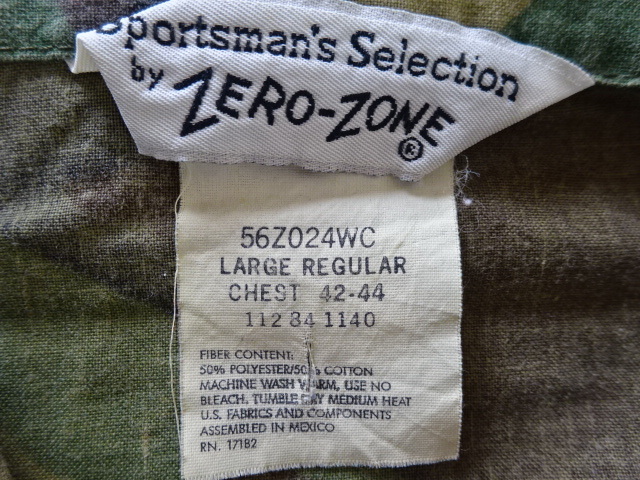 Sportsman's Selection
by ZERO-ZONE®
56Z024WC
LARGE REGULAR
CHEST 42-44
112 84 1140
FIBER CONTENT:
50% POLYESTER/50% COTTON
MACHINE WASH WARM, USE NO
BLEACH, TUMBLE DRY MEDIUM HEAT
U.S. FABRICS AND COMPONENTS
ASSEMBLED IN MEXICO
RN. 17182